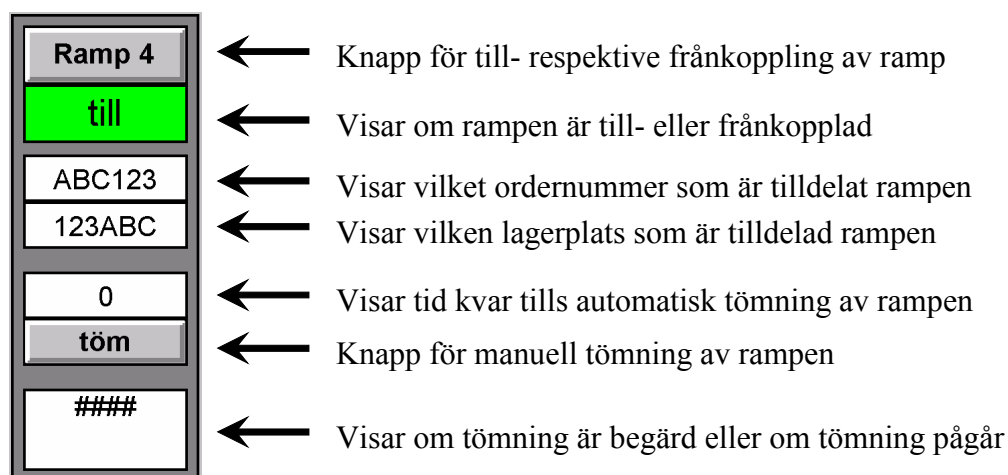 Ramp 4
Knapp för till- respektive frånkoppling av ramp
till
Visar om rampen är till- eller frånkopplad
ABC123
Visar vilket ordernummer som är tilldelat rampen
123ABC
Visar vilken lagerplats som är tilldelad rampen
0
Visar tid kvar tills automatisk tömning av rampen
töm
Knapp för manuell tömning av rampen
####
Visar om tömning är begärd eller om tömning pågår